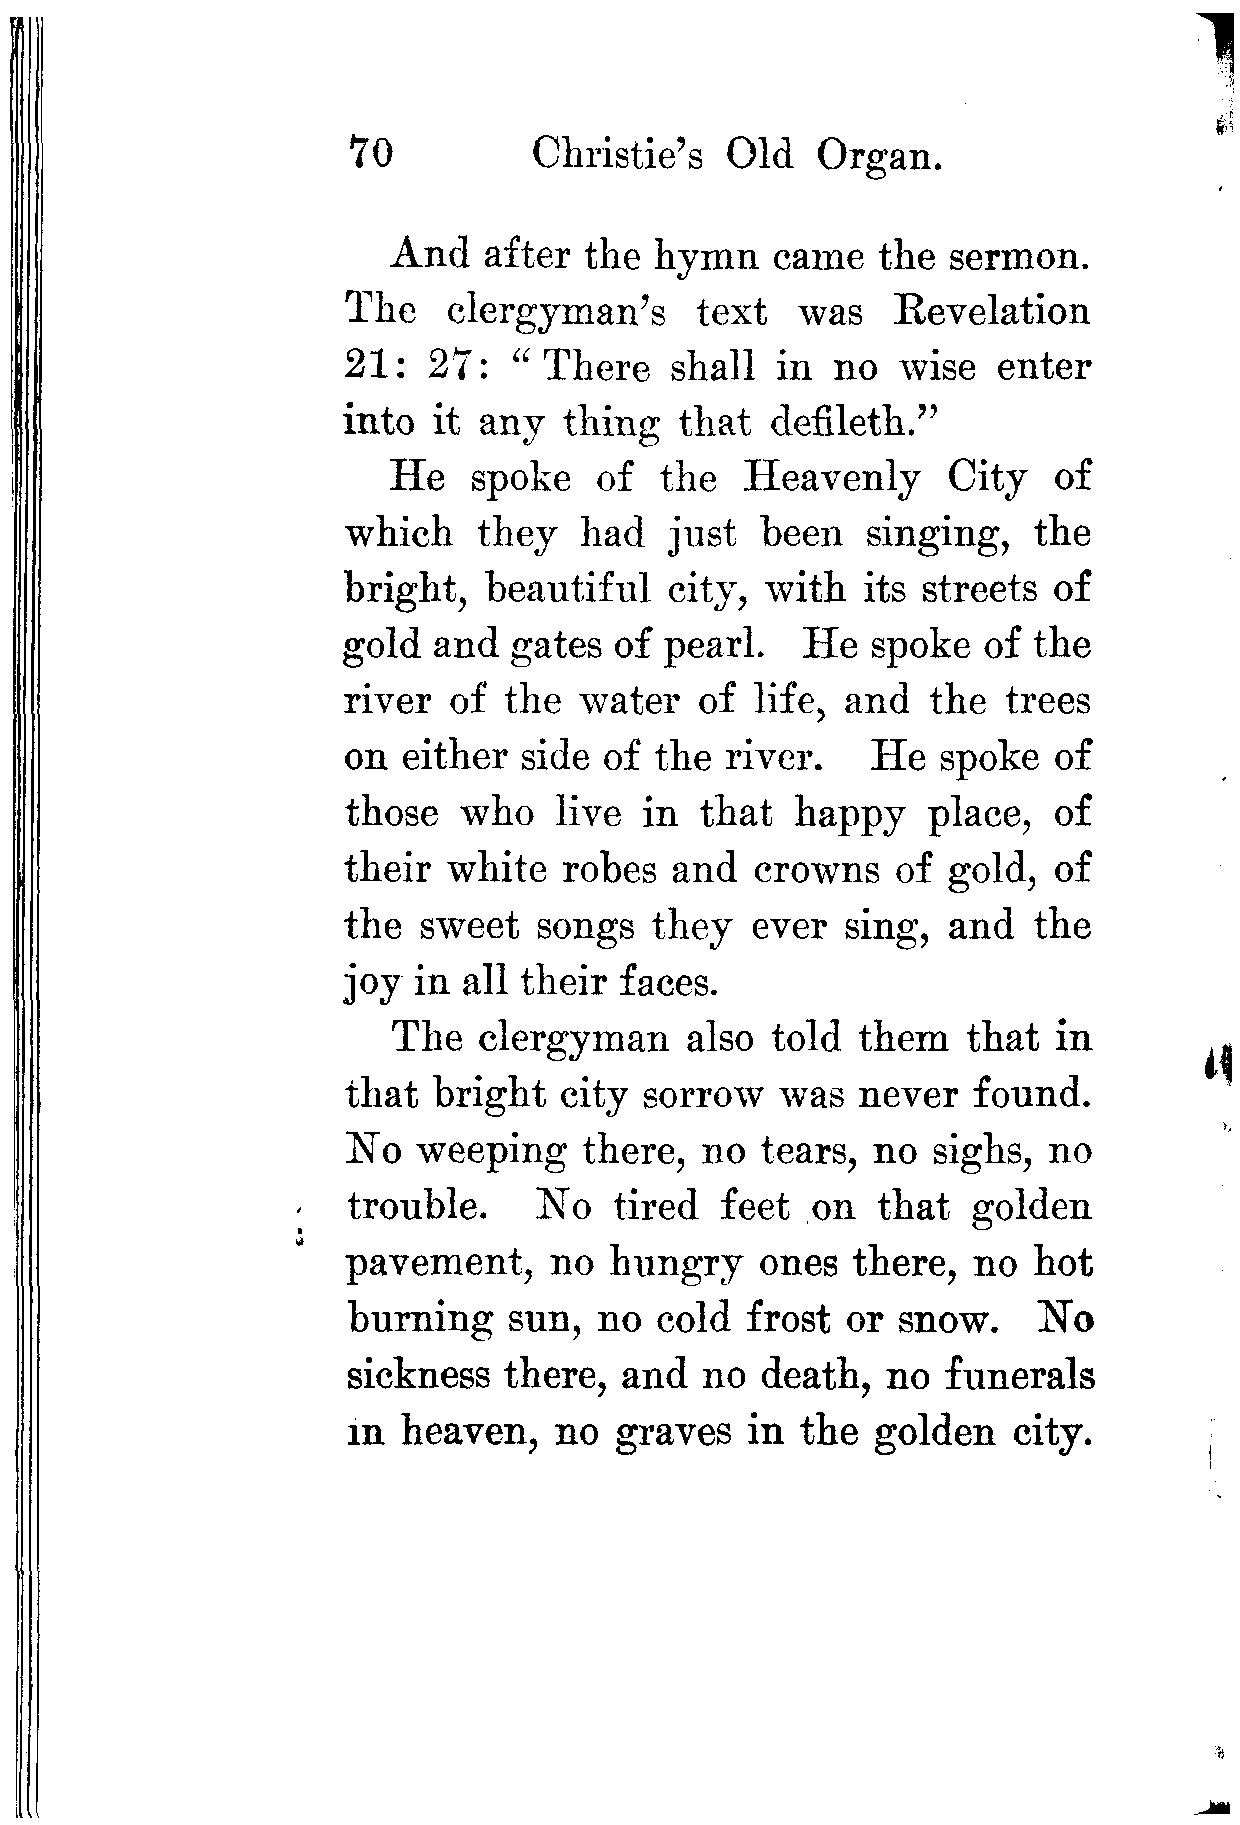 70 Christie's Old Organ.
And after the hymn came the sermon.
The clergyman's text was Revelation
21: 27: "There shall in no wise enter
into it any thing that defileth."
He spoke of the Heavenly City of
which they had just been singing, the
bright, beautiful city, with its streets of
gold and gates of pearl. He spoke of the
river of the water of life, and the trees
on either side of the river. He spoke of
those who live in that happy place, of
their white robes and crowns of gold, of
the sweet songs they ever sing, and the
joy in all their faces.
The clergyman also told them that in
that bright city sorrow was never found.
No weeping there, no tears, no sighs, no
trouble. No tired feet on that golden
pavement, no hungry ones there, no hot
burning sun, no cold frost or snow. No
sickness there, and no death, no funerals
in heaven, no graves in the golden city.